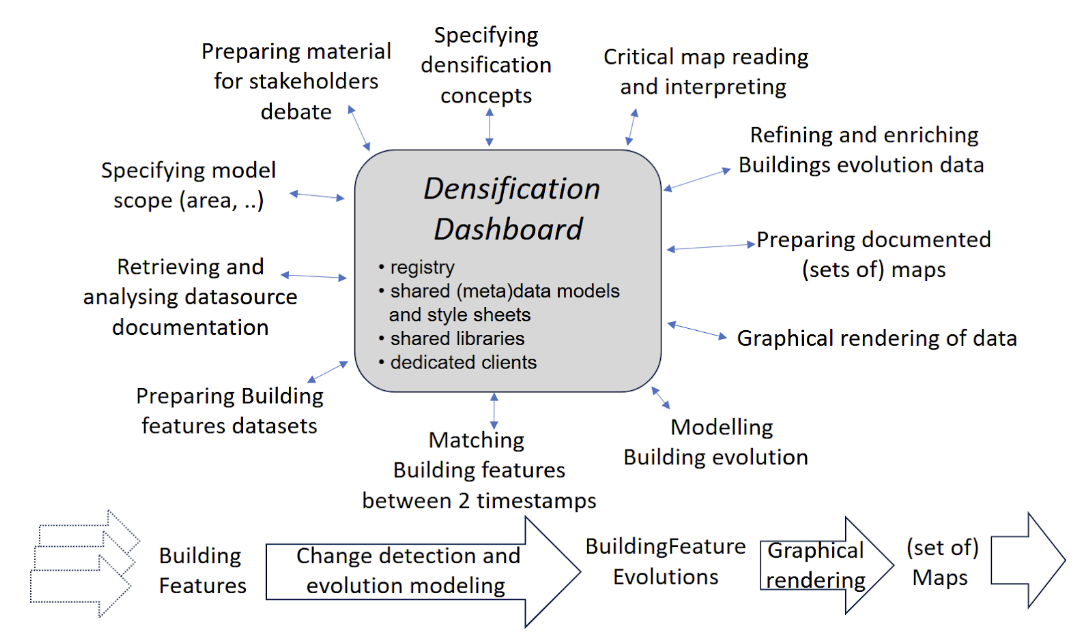 Preparing material
for stakeholders
debate
Specifying
densification
concepts
Critical map reading
and interpreting
Refining and enriching
Buildings evolution data
Specifying model
scope (area, ..)
Densification
Dashboard
• registry
• shared (meta)data models
and style sheets
• shared libraries
• dedicated clients
Preparing documented
(sets of) maps
Retrieving and
analysing datasource
documentation
Graphical rendering of data
Preparing Building
features datasets
Matching
Building features
between 2 timestamps
Modelling
Building evolution
Building
Features
Change detection and
evolution modeling
BuildingFeature
Evolutions
Graphical
rendering
(set of)
Maps